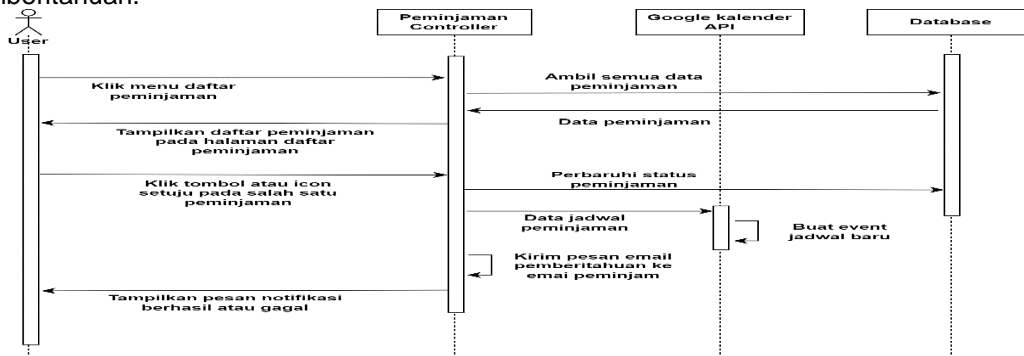 User
Peminjaman
Controller
Google kalender
API
Database
Klik menu daftar
peminjaman
Ambil semua data
peminjaman
Data peminjaman
Tampilkan daftar peminjaman
pada halaman daftar
peminjaman
Klik tombol atau icon
setuju pada salah satu
peminjaman
Perbaruhi status
peminjaman
Data jadwal
peminjaman
Buat event
jadwal baru
Kirim pesan email
pemberitahuan ke
emai peminjam
Tampilkan pesan notifikasi
berhasil atau gagal